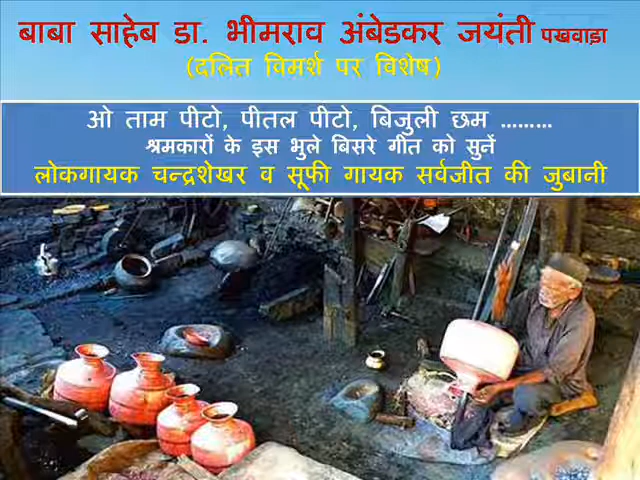 बाबा साहेब डा. भीमराव अंबेडकर जयंती पखवाड़ा
(दलित विमर्श पर विशेष)
ओ ताम पीटो, पीतल पीटो, बिजुली छम .........
श्रमकारों के इस भुले बिसरे गीत को सुनें
लोकगायक चन्द्रशेखर व सूफी गायक सर्वजीत की जुबानी